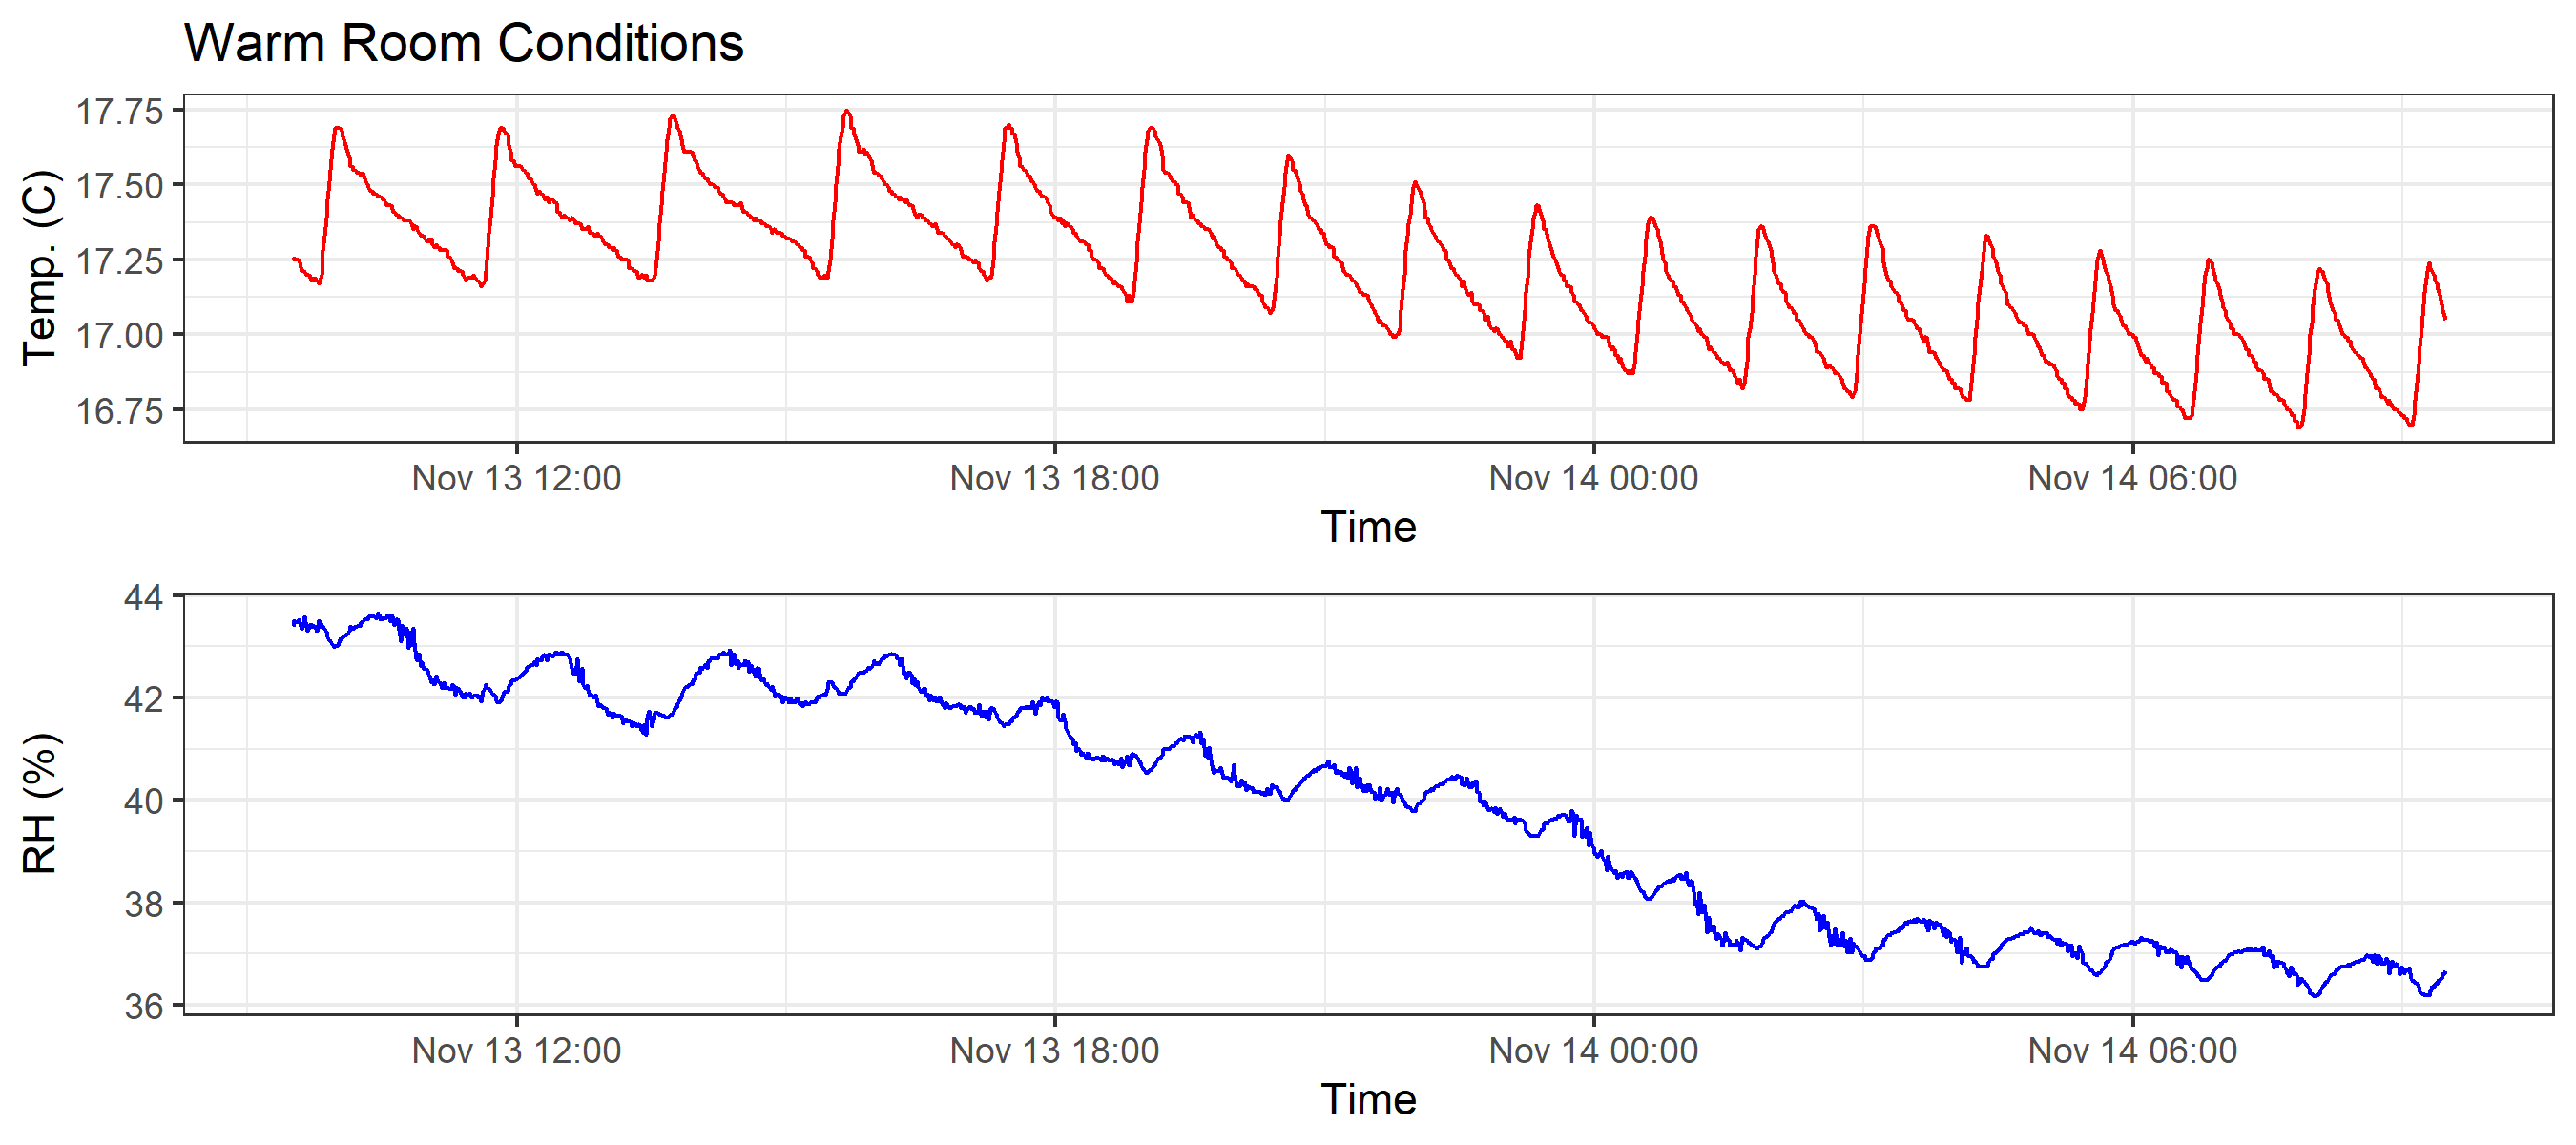 Warm Room Conditions
Temp. (C)
17.75
17.50
17.25
17.00
16.75
Nov 13 12:00 Nov 13 18:00 Nov 14 00:00 Nov 14 06:00
Time
RH (%)
44
42
40
38
36
Nov 13 12:00 Nov 13 18:00 Nov 14 00:00 Nov 14 06:00
Time